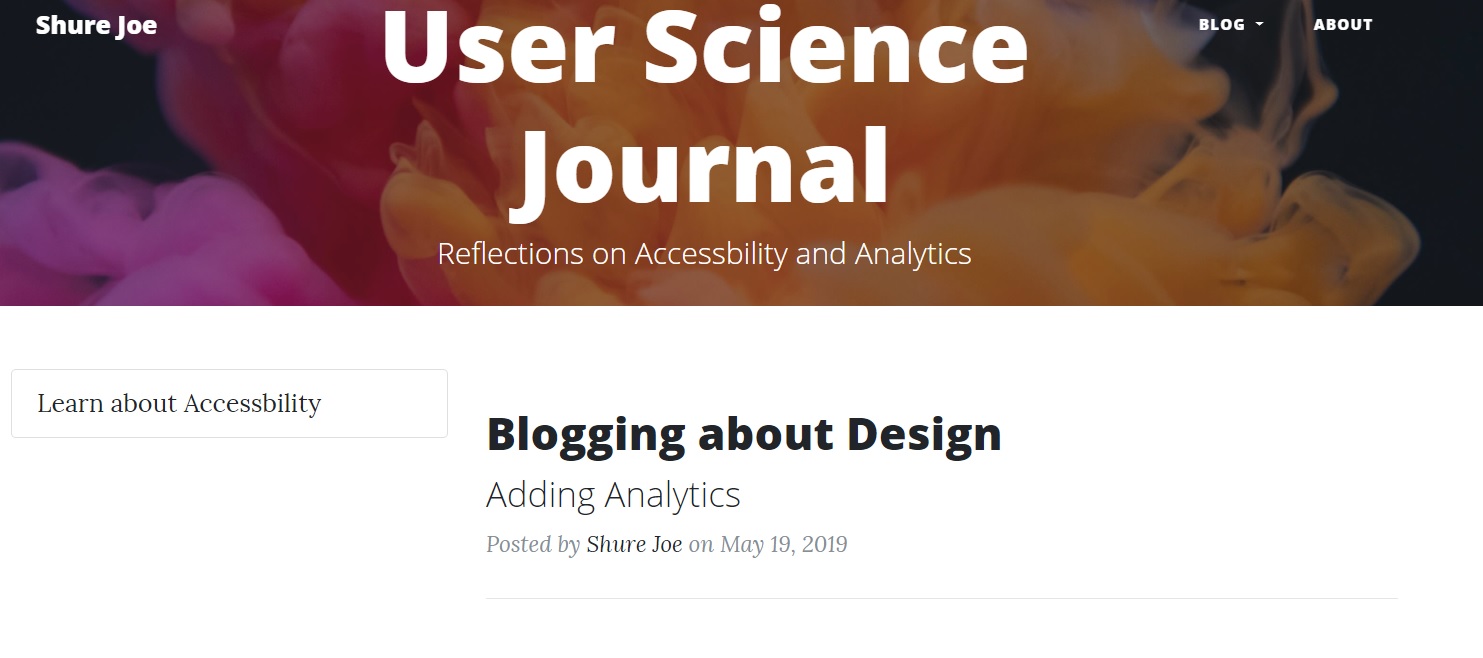 Shure Joe
BLOG
ABOUT
User Science
Journal
Reflections on Accessbility and Analytics
Learn about Accessbility
Blogging about Design
Adding Analytics
Posted by Shure Joe on May 19, 2019